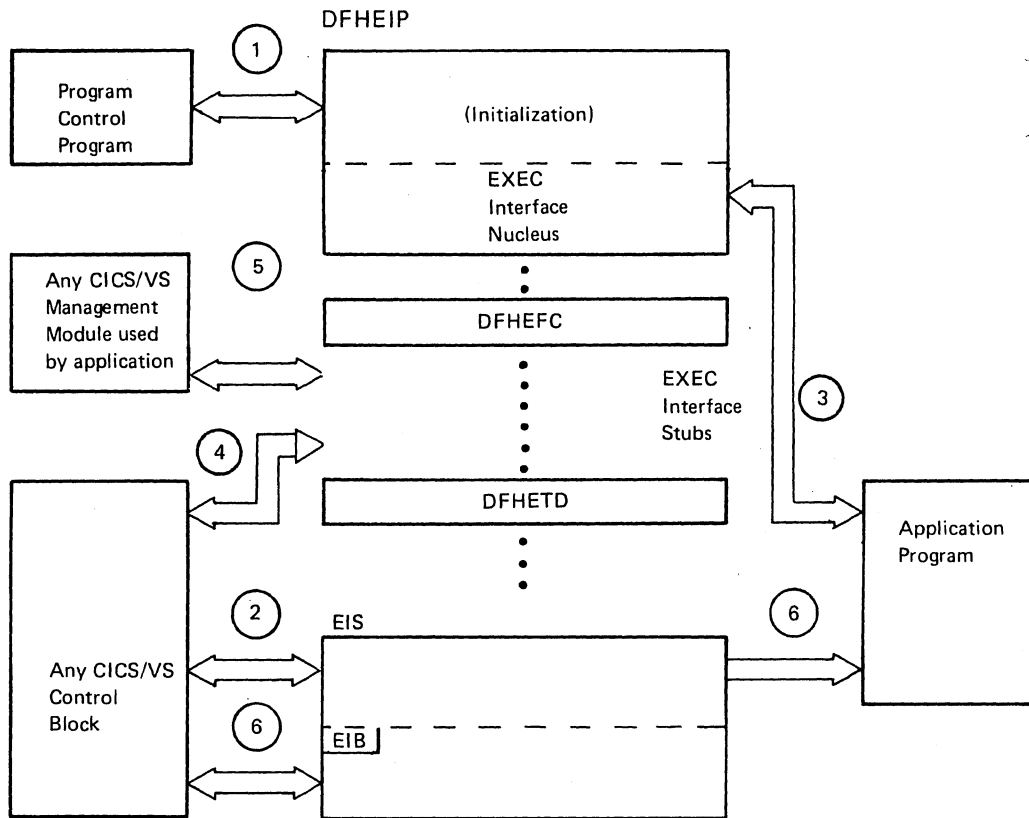 DFHEIP
1
Program
Control
Program
(Initialization)
EXEC
Interface
Nucleus
5
Any CICS/VS
Management
Module used
by application
DFHEFC
EXEC
Interface
Stubs
3
4
DFHETD
Application
Program
2
EIS
6
Any CICS/VS
Control
Block
6
EIB